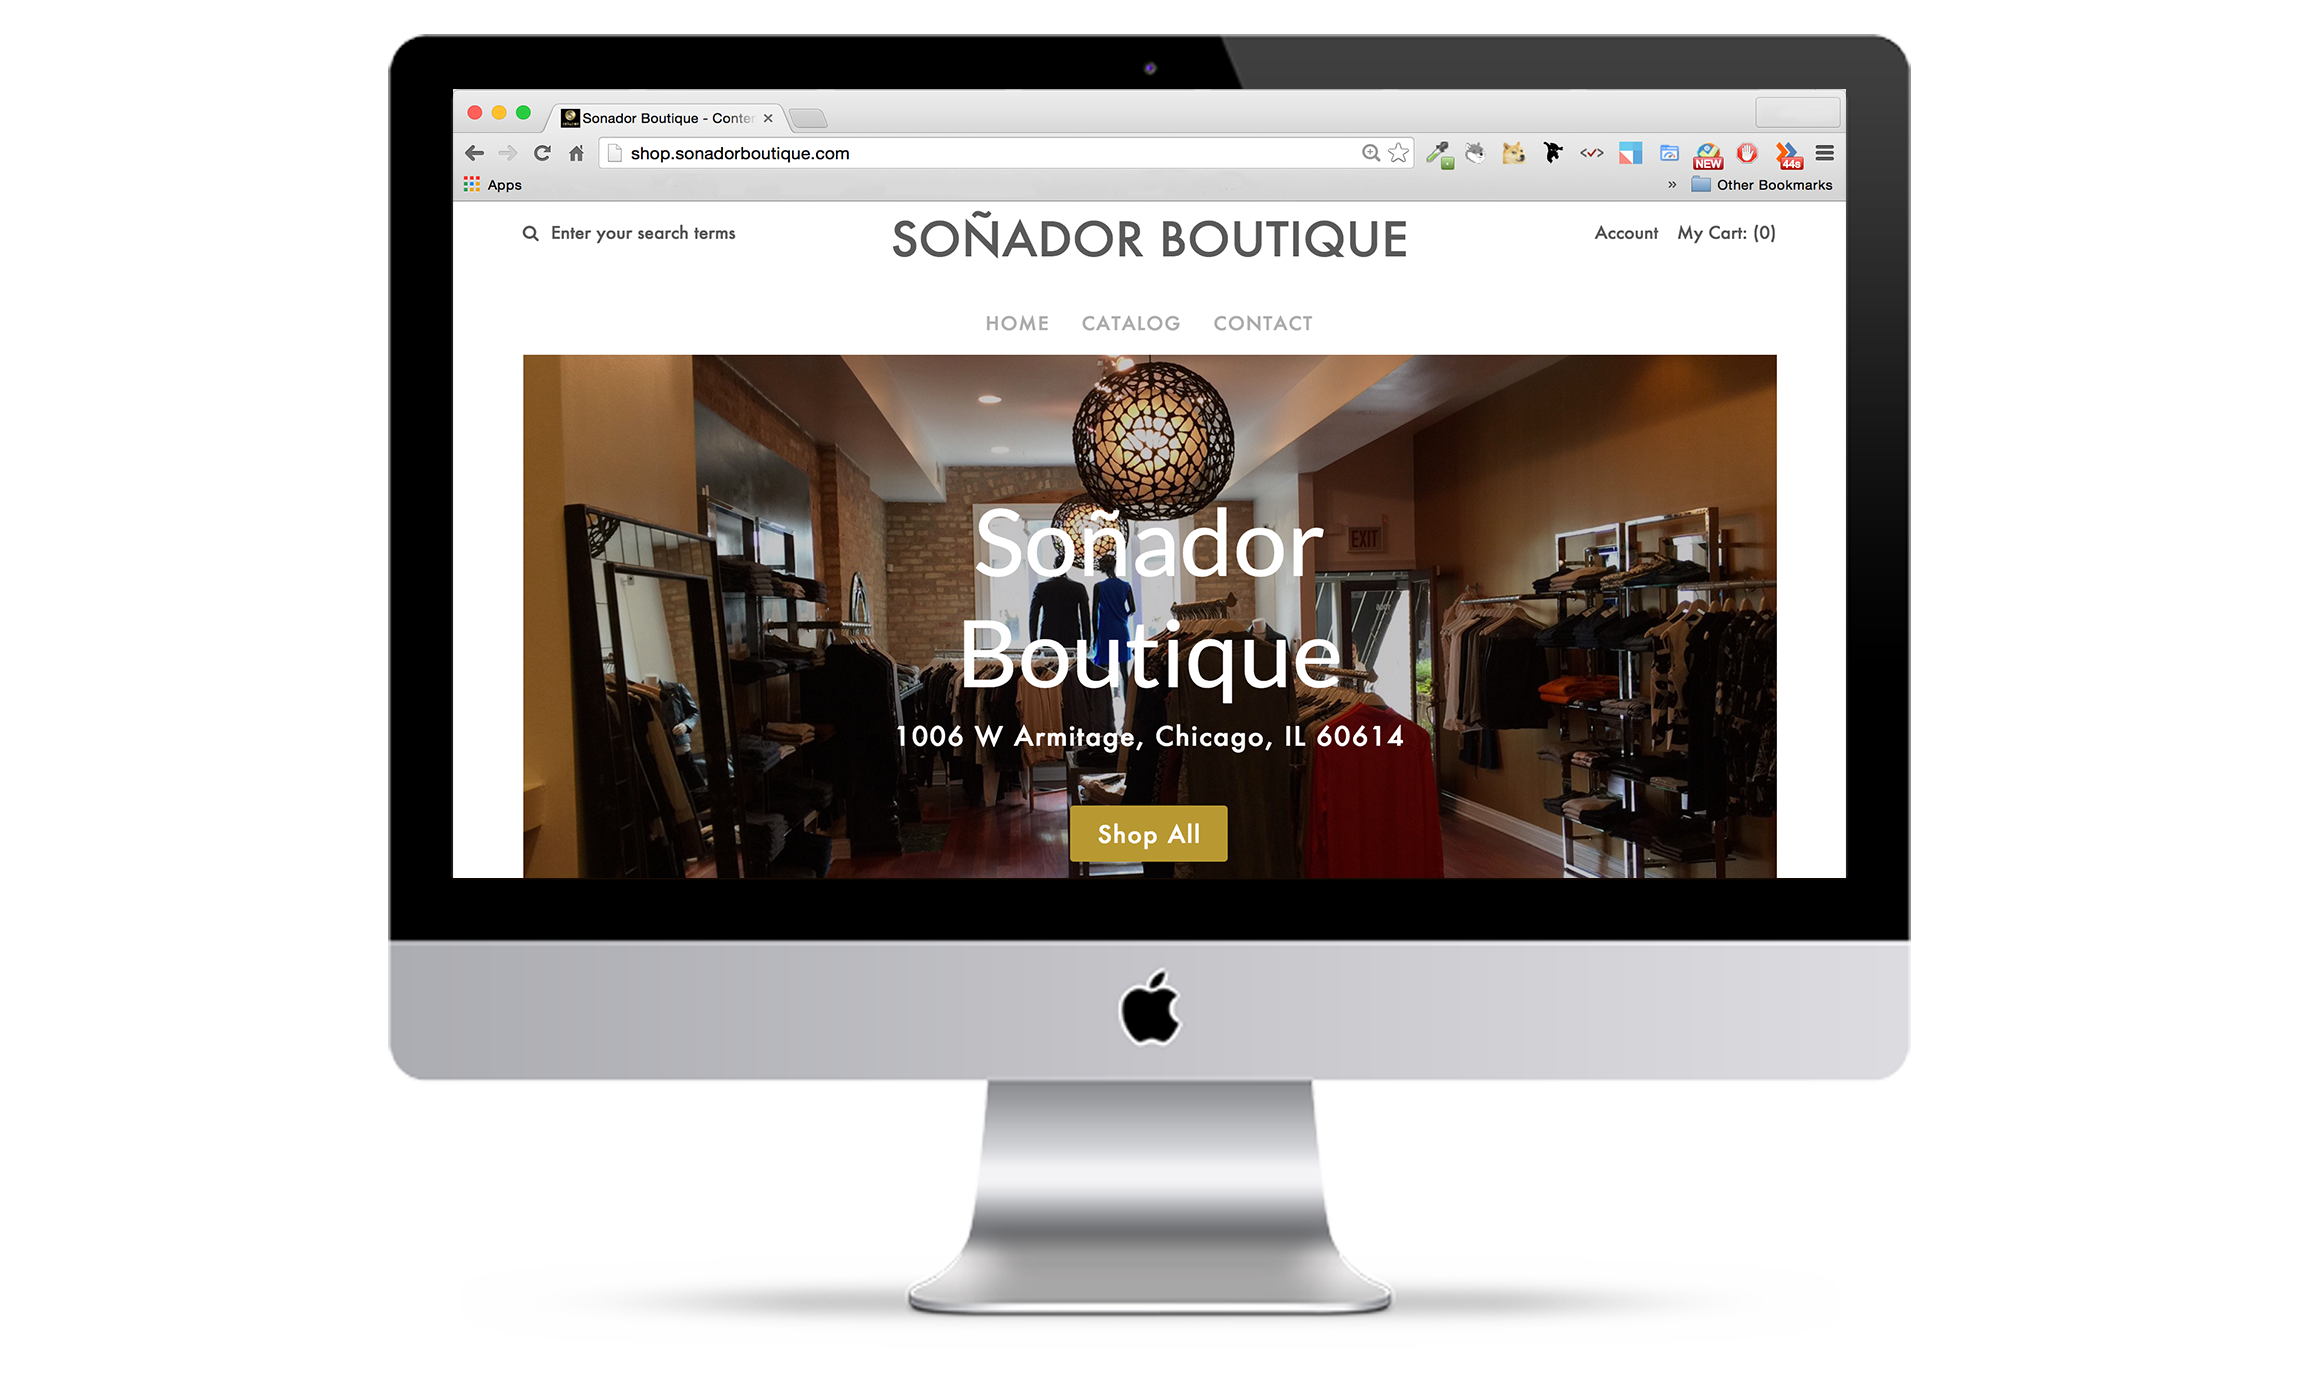 Sonador Boutique - Conte
shop.sonadorboutique.com
NEW
44s
Apps
»
Other Bookmarks
Enter your search terms
SOÑADOR BOUTIQUE
Account
My Cart: (0)
HOME
CATALOG
CONTACT
EXIT
Soñador
Boutique
1006 W Armitage, Chicago, IL 60614
Shop All